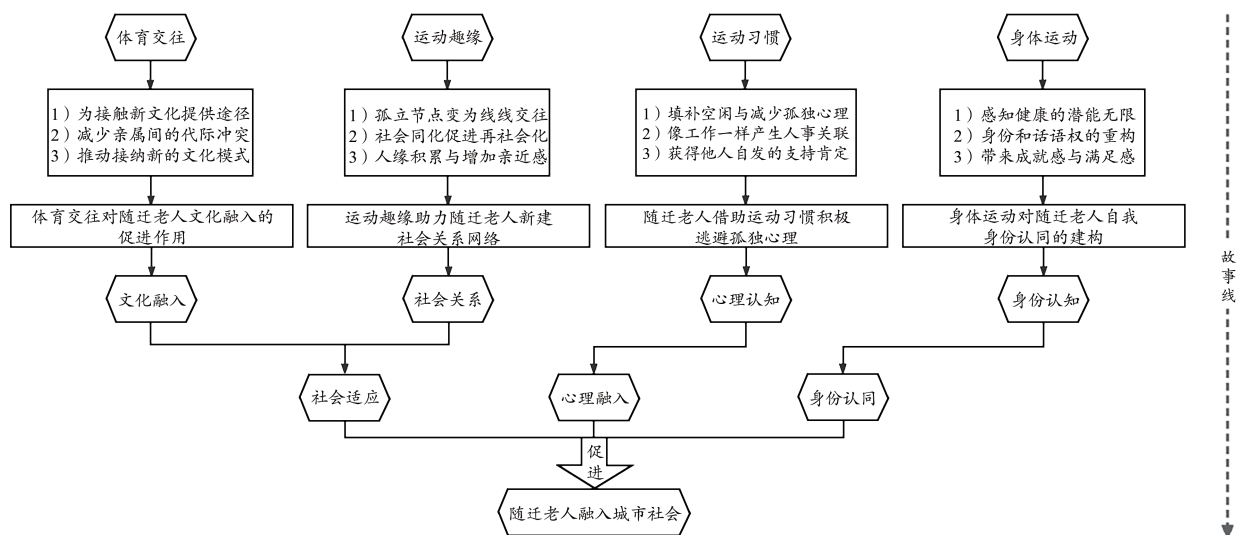 体育交往
运动趣缘
运动习惯
身体运动
1）为接触新文化提供途径
2）减少亲属间的代际冲突
3）推动接纳新的文化模式
1）孤立节点变为线线交往
2）社会同化促进再社会化
3）人缘积累与增加亲近感
1）填补空闲与减少孤独心理
2）像工作一样产生人事关联
3）获得他人自发的支持肯定
1）感知健康的潜能无限
2）身份和话语权的重构
3）带来成就感与满足感
体育交往对随迁老人文化融入的
促进作用
运动趣缘助力随迁老人新建
社会关系网络
随迁老人借助运动习惯积极
逃避孤独心理
身体运动对随迁老人自我
身份认同的建构
文化融入
社会关系
心理认知
身份认知
社会适应
心理融入
身份认同
促
进
随迁老人融入城市社会
故
事
线